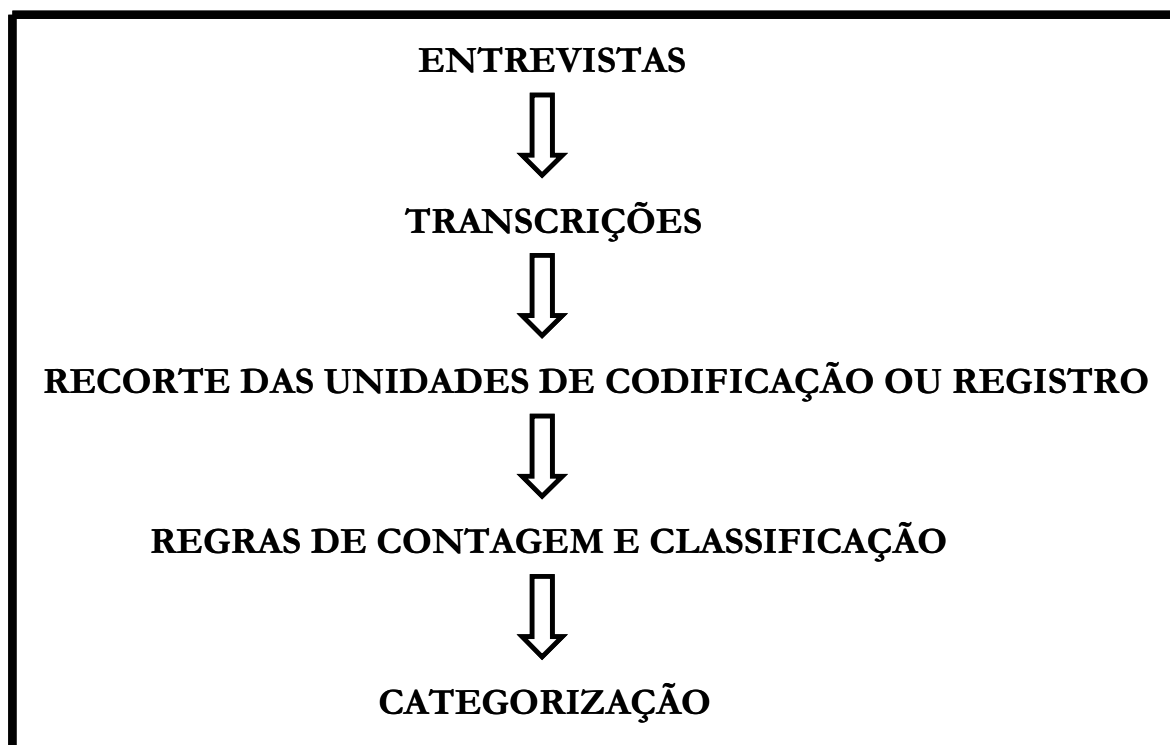 ENTREVISTAS
TRANSCRIÇÕES
RECORTE DAS UNIDADES DE CODIFICAÇÃO OU REGISTRO
REGRAS DE CONTAGEM E CLASSIFICAÇÃO
CATEGORIZAÇÃO